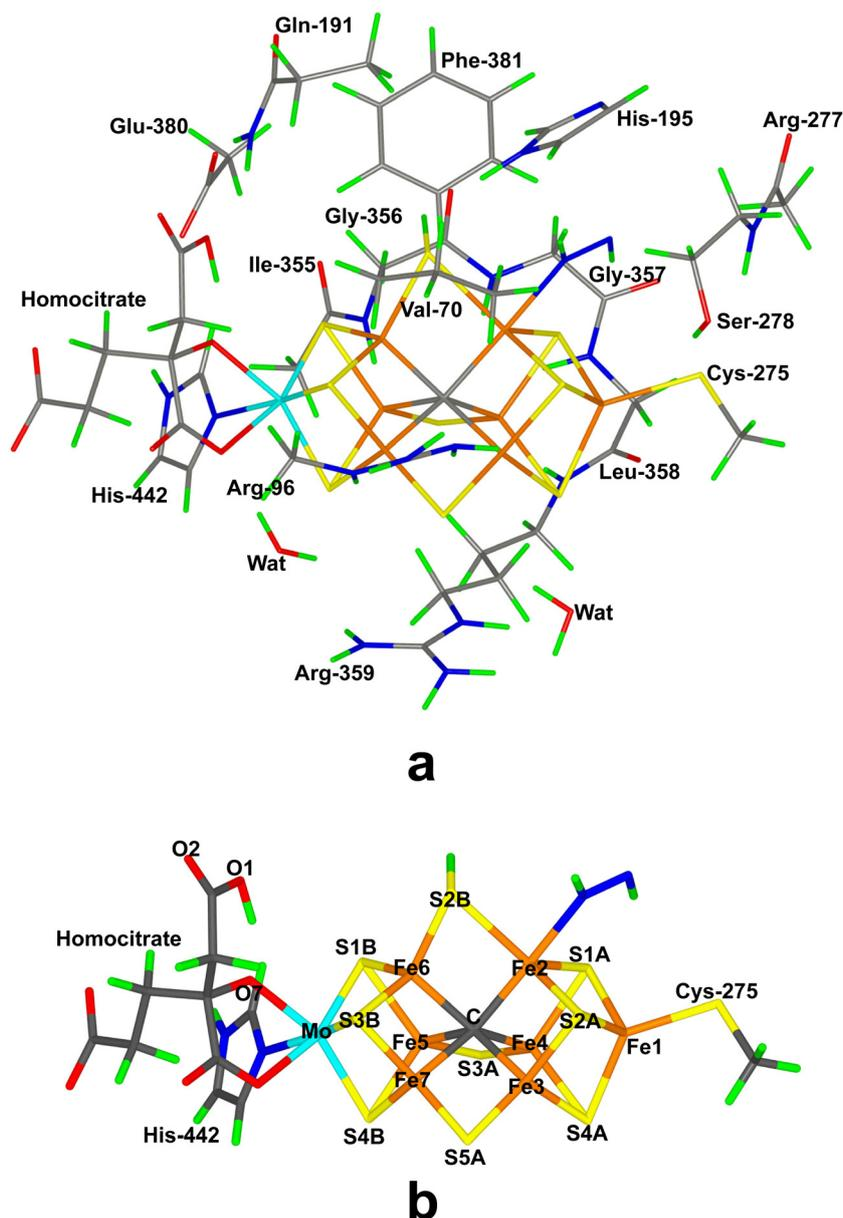 Gln-191
Phe-381
Glu-380
His-195
Arg-277
Gly-356
Ile-355
Gly-357
Homocitrate
Val-70
Ser-278
Cys-275
His-442
Arg-96
Leu-358
Wat
Wat
Arg-359
a
O2
O1
S2B
Homocitrate
S1B
Fe6
Fe2
S1A
O7
C
Cys-275
Mo
S3B
S2A
Fe5
Fe4
Fe1
S3A
Fe7
Fe3
His-442
S4B
S4A
S5A
b